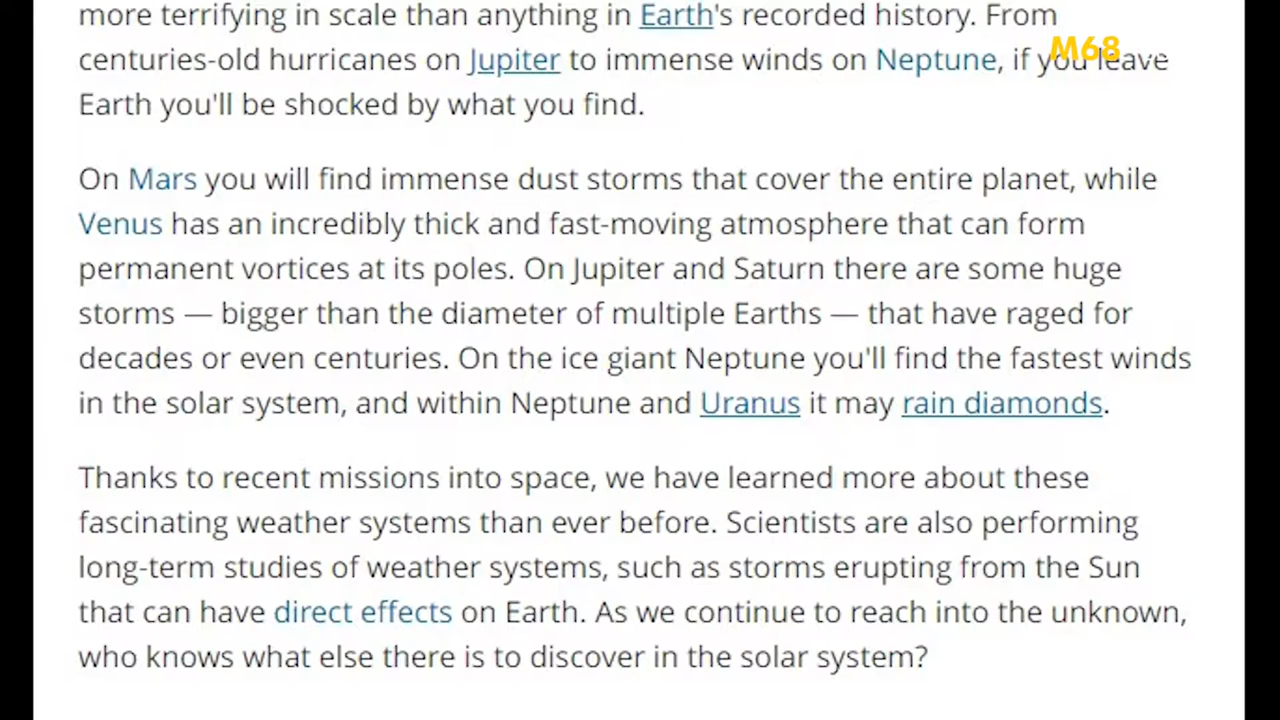 more terrifying in scale than anything in Earth's recorded history. From
M68
centuries-old hurricanes on Jupiter to immense winds on Neptune, if you leave
Earth you'll be shocked by what you find.
On Mars you will find immense dust storms that cover the entire planet, while
Venus has an incredibly thick and fast-moving atmosphere that can form
permanent vortices at its poles. On Jupiter and Saturn there are some huge
storms — bigger than the diameter of multiple Earths — that have raged for
decades or even centuries. On the ice giant Neptune you'll find the fastest winds
in the solar system, and within Neptune and Uranus it may rain diamonds.
Thanks to recent missions into space, we have learned more about these
fascinating weather systems than ever before. Scientists are also performing
long-term studies of weather systems, such as storms erupting from the Sun
that can have direct effects on Earth. As we continue to reach into the unknown,
who knows what else there is to discover in the solar system?